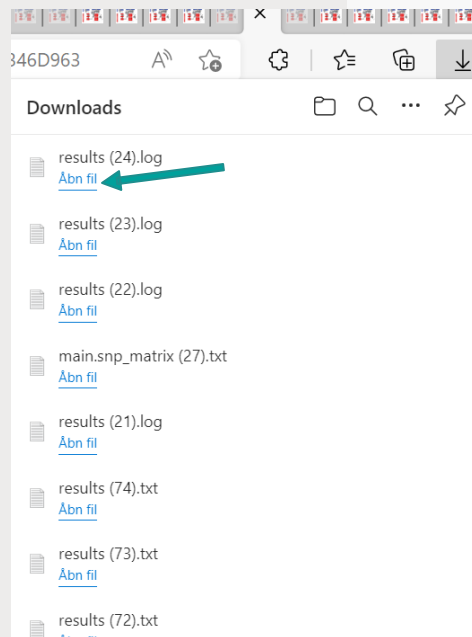 346D963
Downloads
results (24).log
Åbn fil
results (23).log
Åbn fil
results (22).log
Åbn fil
main.snp_matrix (27).txt
Åbn fil
results (21).log
Åbn fil
results (74).txt
Åbn fil
results (73).txt
Åbn fil
results (72).txt